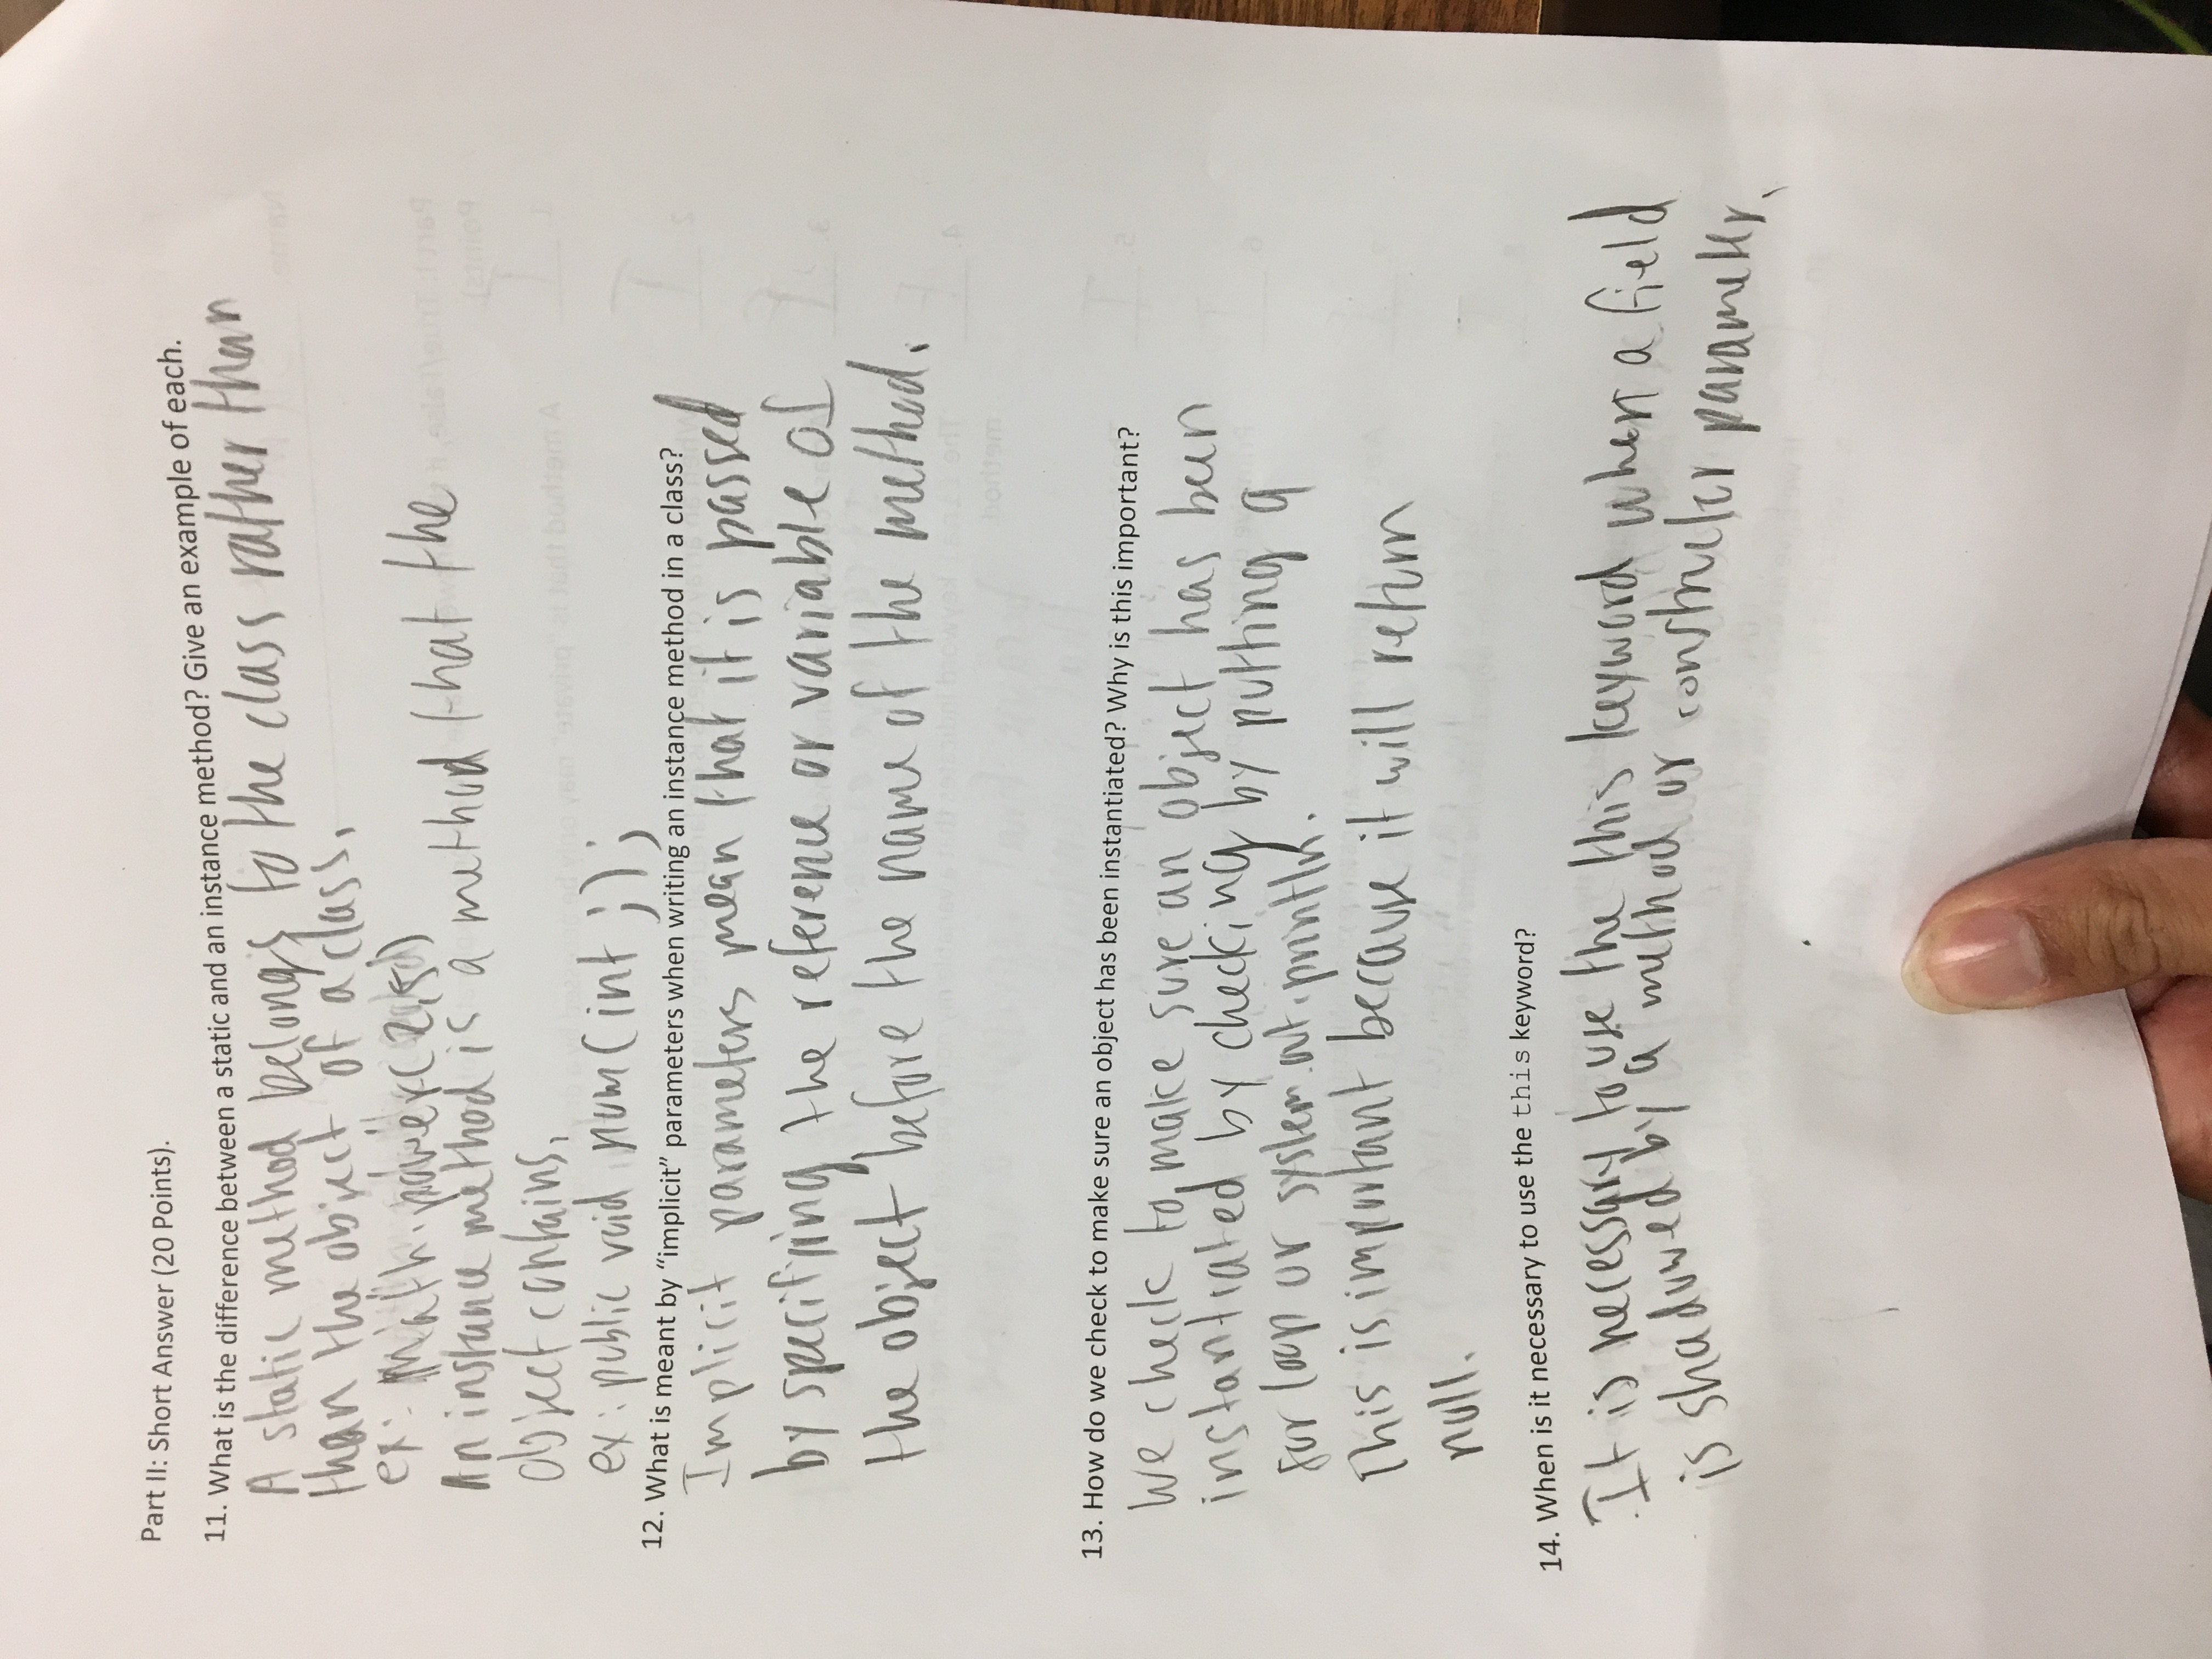 Part II: Short Answer (20 Points).
11. What is the difference between a static and an instance method? Give an example of each.
A static method belongs to the class rather than
than the object of a class.
ex: Math.power(2,5)
An instance method is a method that the
object contains.
ex: public void num(int j);
12. What is meant by “implicit” parameters when writing an instance method in a class?
Implicit parameters mean that it is passed
by specifying the reference or variable of
the object before the name of the method.
13. How do we check to make sure an object has been instantiated? Why is this important?
We check to make sure an object has been
instantiated by checking by putting a
for loop or system.out.println.
This is important because it will return
null.
14. When is it necessary to use the this keyword?
It is necessary to use the this keyword when a field
is shadowed by a method or constructer parameter.